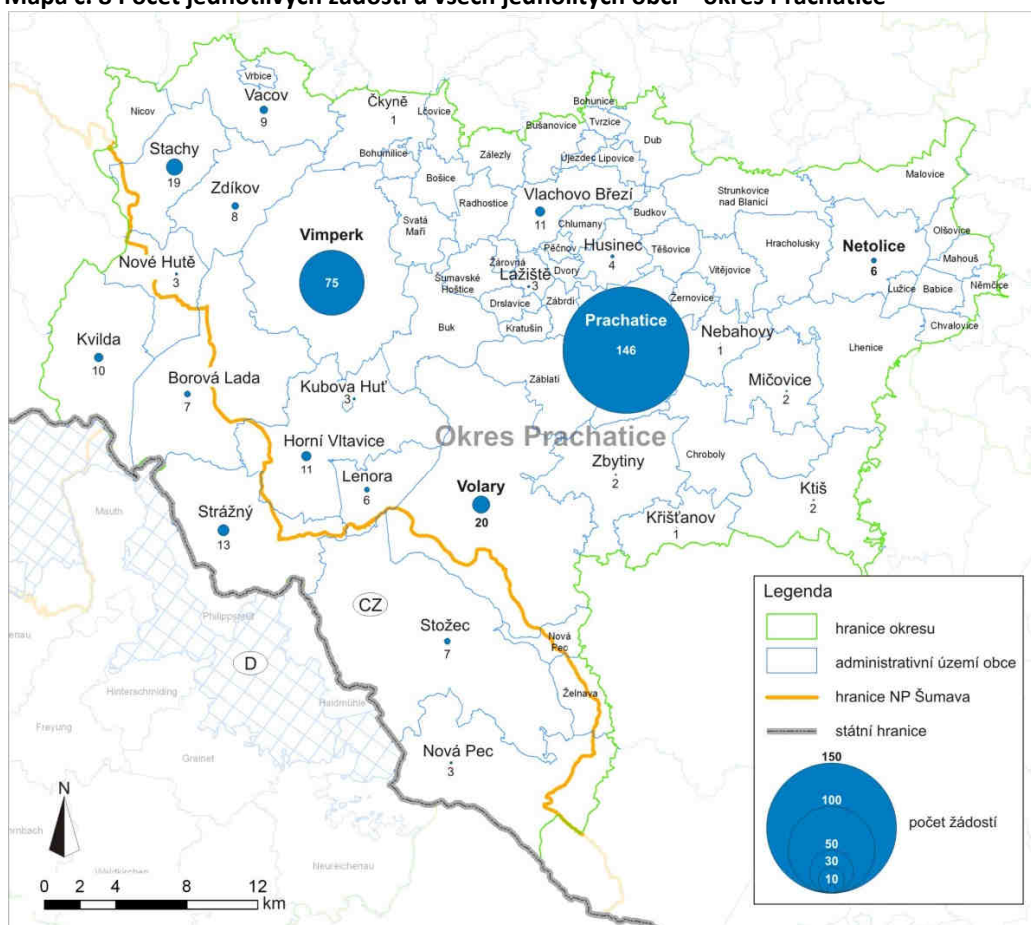 Mapa č. 8 Počet jednotlivých žádostí u všech jednolitých obcí – okres Prachatice
Vrbice
Nicov
Vacov
9
Čkyně
1
Lčovice
Bohunice
Tvrzice
Bušanovice
Dub
Stachy
19
Bohumilice
Zálezly
Újezdec
Lipovice
Zdíkov
8
Bošice
Malovice
Vlachovo Březí
11
Strunkovice
nad Blanicí
Radhostice
Chlumany
Budkov
Svatá
Maří
Vimperk
75
Pěčnov
Husinec
4
Těšovice
Hracholusky
Netolice
6
Olšovice
Mahouš
Nové Hutě
3
Žárovná
Lažiště
3
Dvory
Šumavské
Hoštice
Vitějovice
Lužice
Babice
Němčice
Drslavice
Zábrdí
Žernovice
Buk
Kratušín
Prachatice
146
Nebahovy
1
Chvalovice
Lhenice
Kvilda
10
Borová Lada
7
Kubova Huť
3
Záblatí
Mičovice
2
Okres Prachatice
Horní Vltavice
11
Zbytiny
2
Chroboly
Lenora
6
Volary
20
Ktiš
2
Strážný
13
Křišťanov
1
Mauth
CZ
Philippsreut
Stožec
7
Nová
Pec
D
Želnava
Hinterschmiding
Haidmühle
Freyung
Grainet
Nová Pec
3
Neureichenau
Waldkirchen
N
0 2 4 8 12
km
Legenda
hranice okresu
administrativní území obce
hranice NP Šumava
státní hranice
150
100
50
30
10
počet žádostí